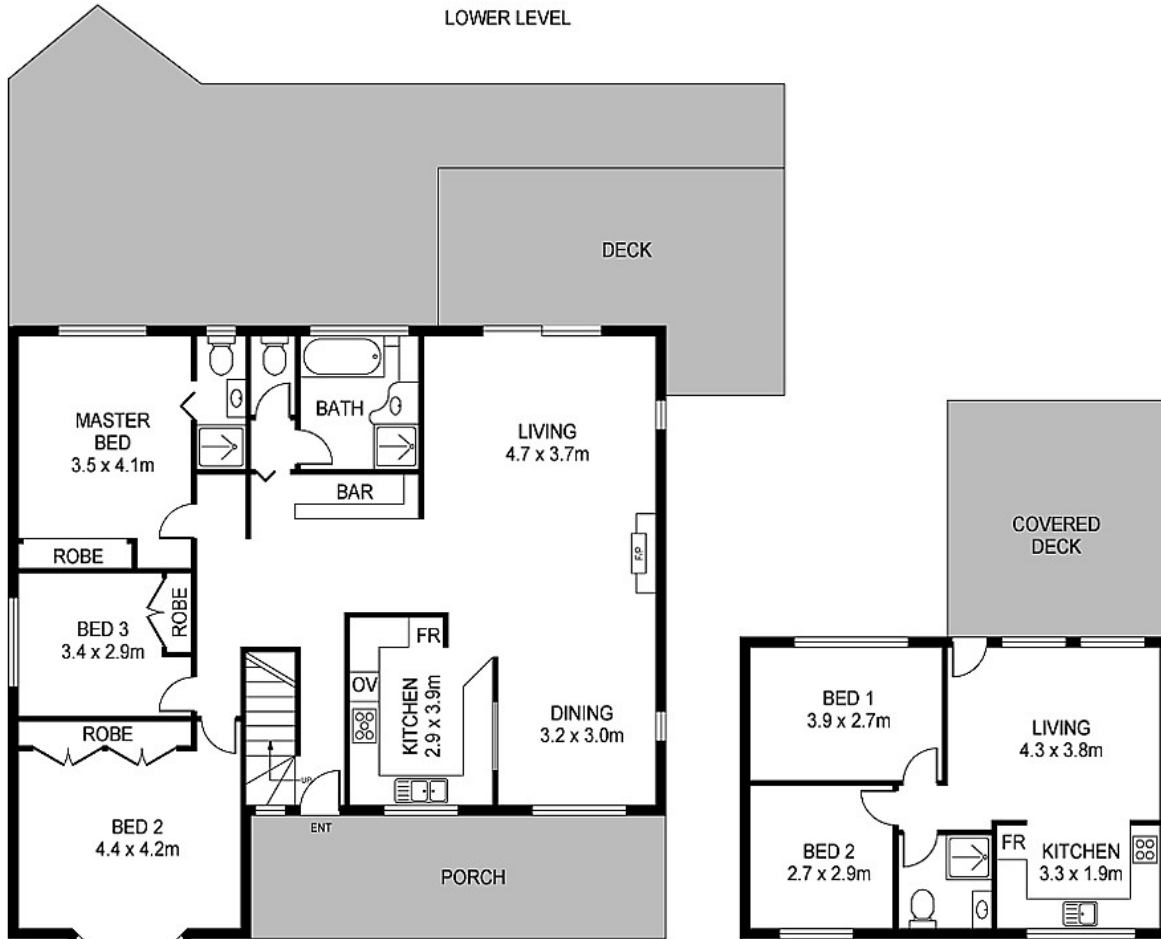 LOWER LEVEL
DECK
MASTER
BED
3.5 x 4.1m
BATH
LIVING
4.7 x 3.7m
BAR
ROBE
F/P
COVERED
DECK
BED 3
3.4 x 2.9m
ROBE
FR
OV
KITCHEN
2.9 x 3.9m
DINING
3.2 x 3.0m
ROBE
UP
ENT
BED 2
4.4 x 4.2m
PORCH
BED 1
3.9 x 2.7m
LIVING
4.3 x 3.8m
BED 2
2.7 x 2.9m
FR
KITCHEN
3.3 x 1.9m